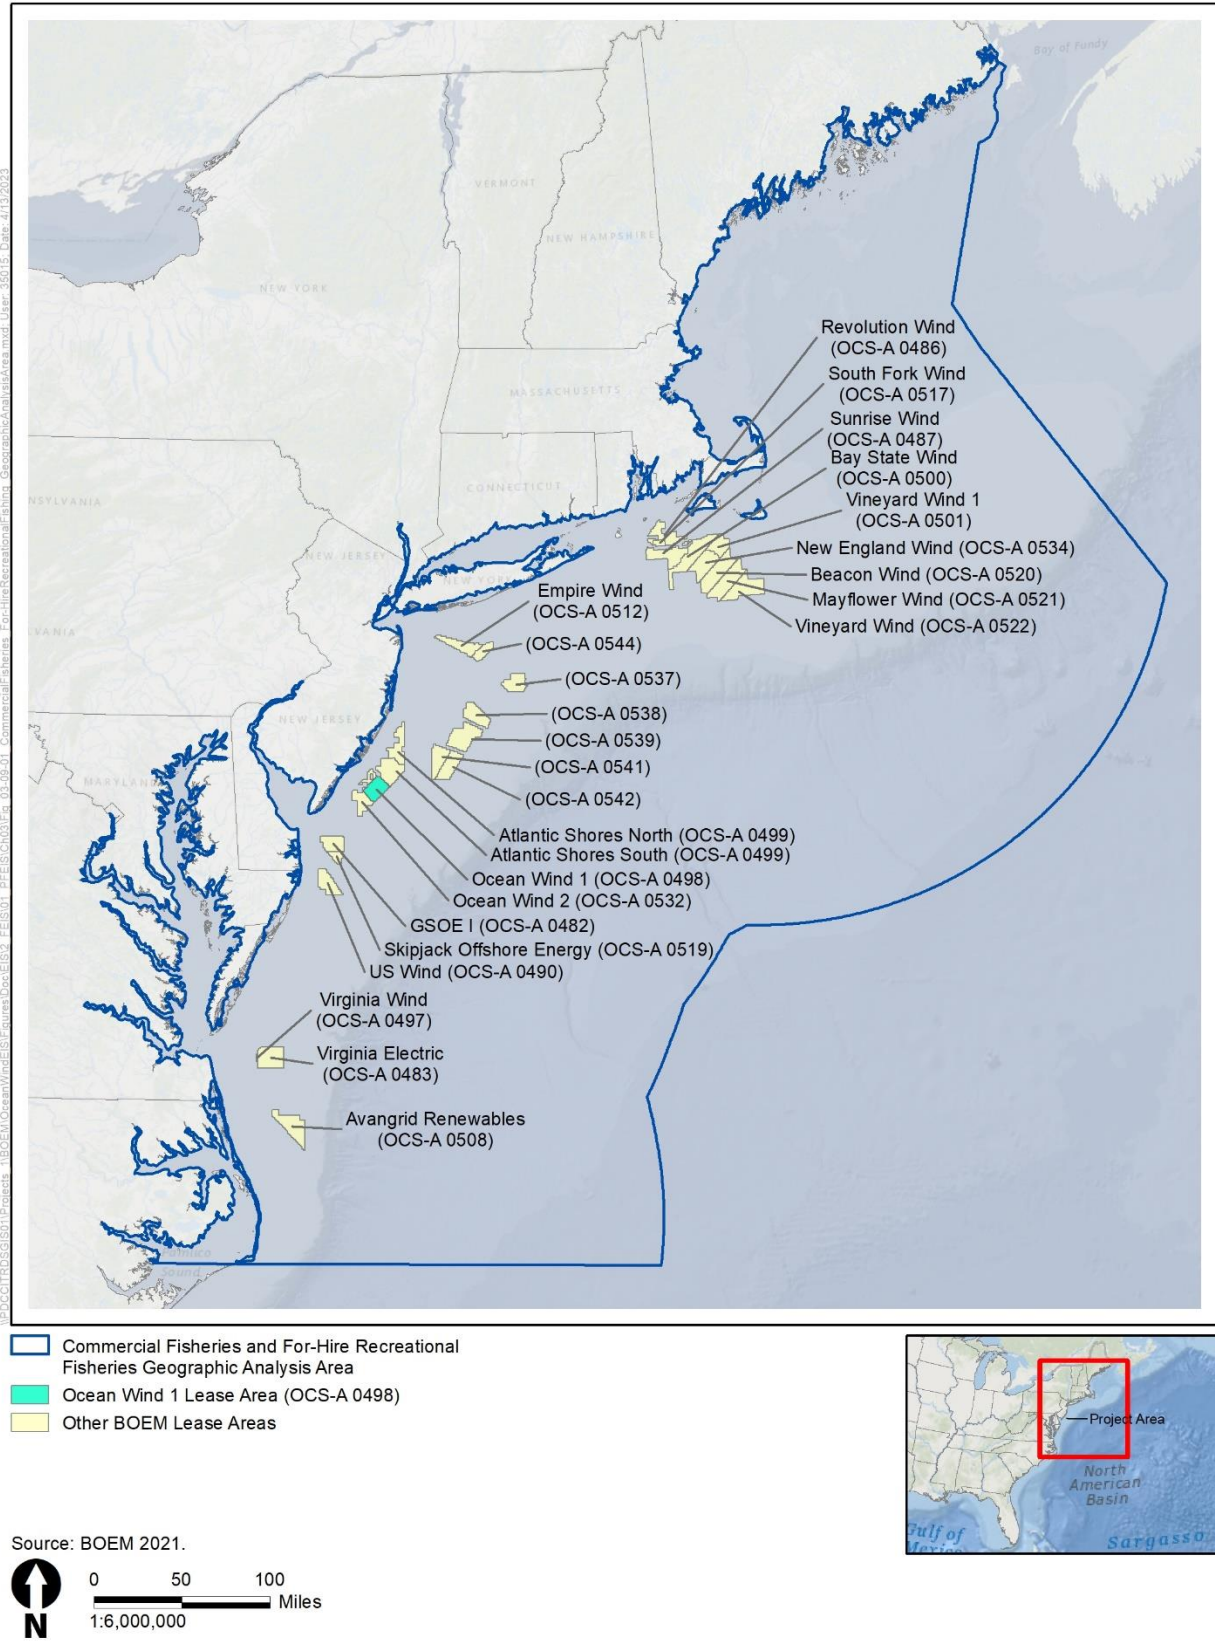 Bay of Fundy
VERMONT
NEW HAMPSHIRE
NEW YORK
MASSACHUSETTS
CONNECTICUT
NSYLVANIA
NEW JERSEY
NEW YORK
LVANIA
NEW JERSEY
MARYLAND
Revolution Wind
(OCS-A 0486)
South Fork Wind
(OCS-A 0517)
Sunrise Wind
(OCS-A 0487)
Bay State Wind
(OCS-A 0500)
Vineyard Wind 1
(OCS-A 0501)
New England Wind (OCS-A 0534)
Beacon Wind (OCS-A 0520)
Mayflower Wind (OCS-A 0521)
Vineyard Wind (OCS-A 0522)
Empire Wind
(OCS-A 0512)
(OCS-A 0544)
(OCS-A 0537)
(OCS-A 0538)
(OCS-A 0539)
(OCS-A 0541)
(OCS-A 0542)
Atlantic Shores North (OCS-A 0499)
Atlantic Shores South (OCS-A 0499)
Ocean Wind 1 (OCS-A 0498)
Ocean Wind 2 (OCS-A 0532)
GSOE I (OCS-A 0482)
Skipjack Offshore Energy (OCS-A 0519)
US Wind (OCS-A 0490)
Virginia Wind
(OCS-A 0497)
Virginia Electric
(OCS-A 0483)
Avangrid Renewables
(OCS-A 0508)
Pamlico
Sound
Commercial Fisheries and For-Hire Recreational
Fisheries Geographic Analysis Area
Ocean Wind 1 Lease Area (OCS-A 0498)
Other BOEM Lease Areas
Project Area
North
American
Basin
Gulf of
Mexico
Sargasso
Source: BOEM 2021.
N
0 50 100
Miles
1:6,000,000